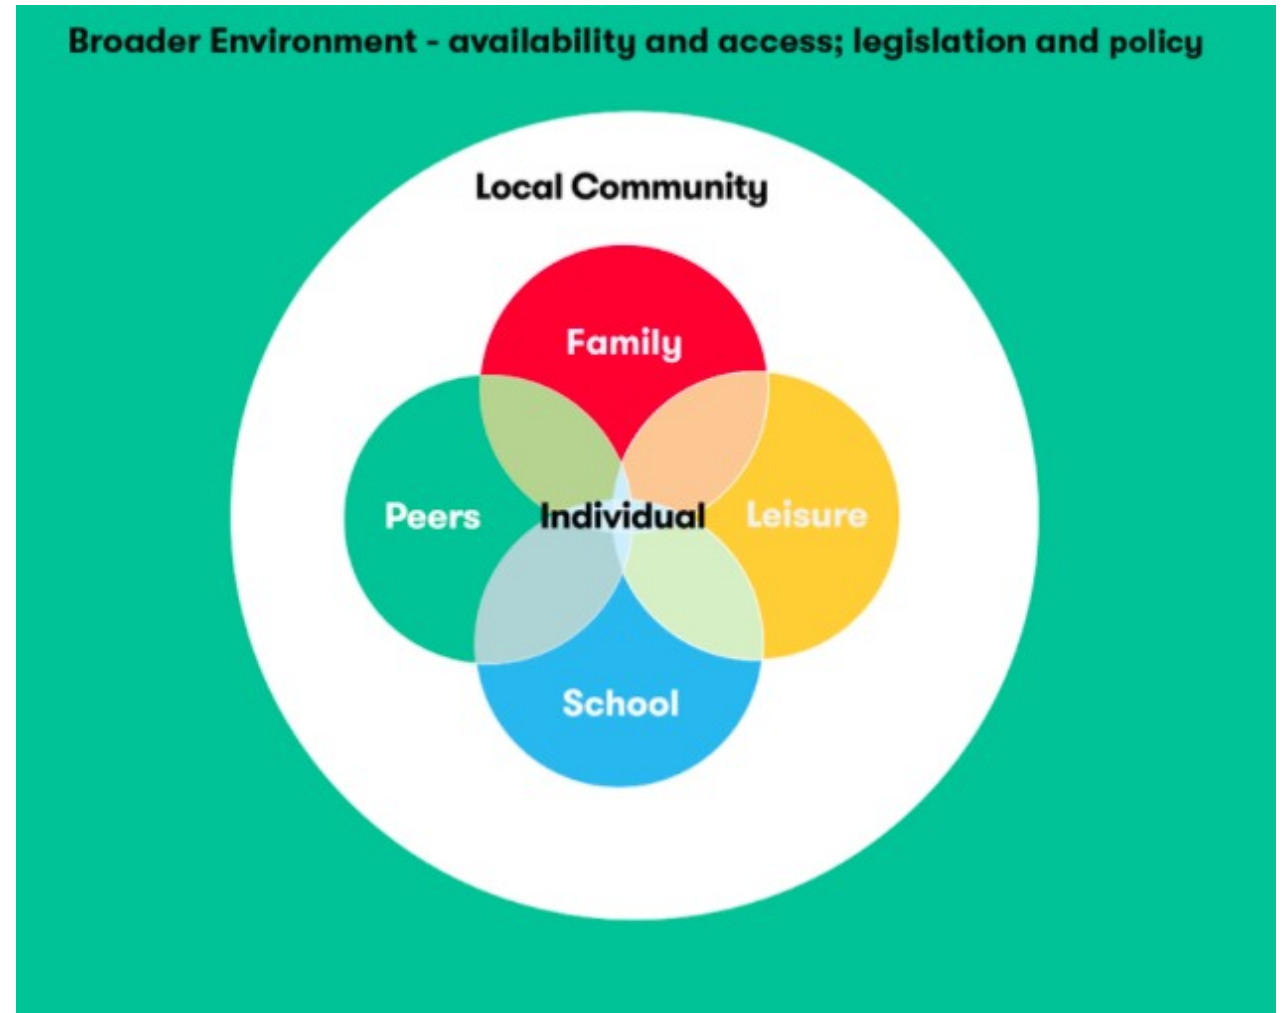 Broader Environment - availability and access; legislation and policy
Local Community
Family
Peers
Individual
Leisure
School